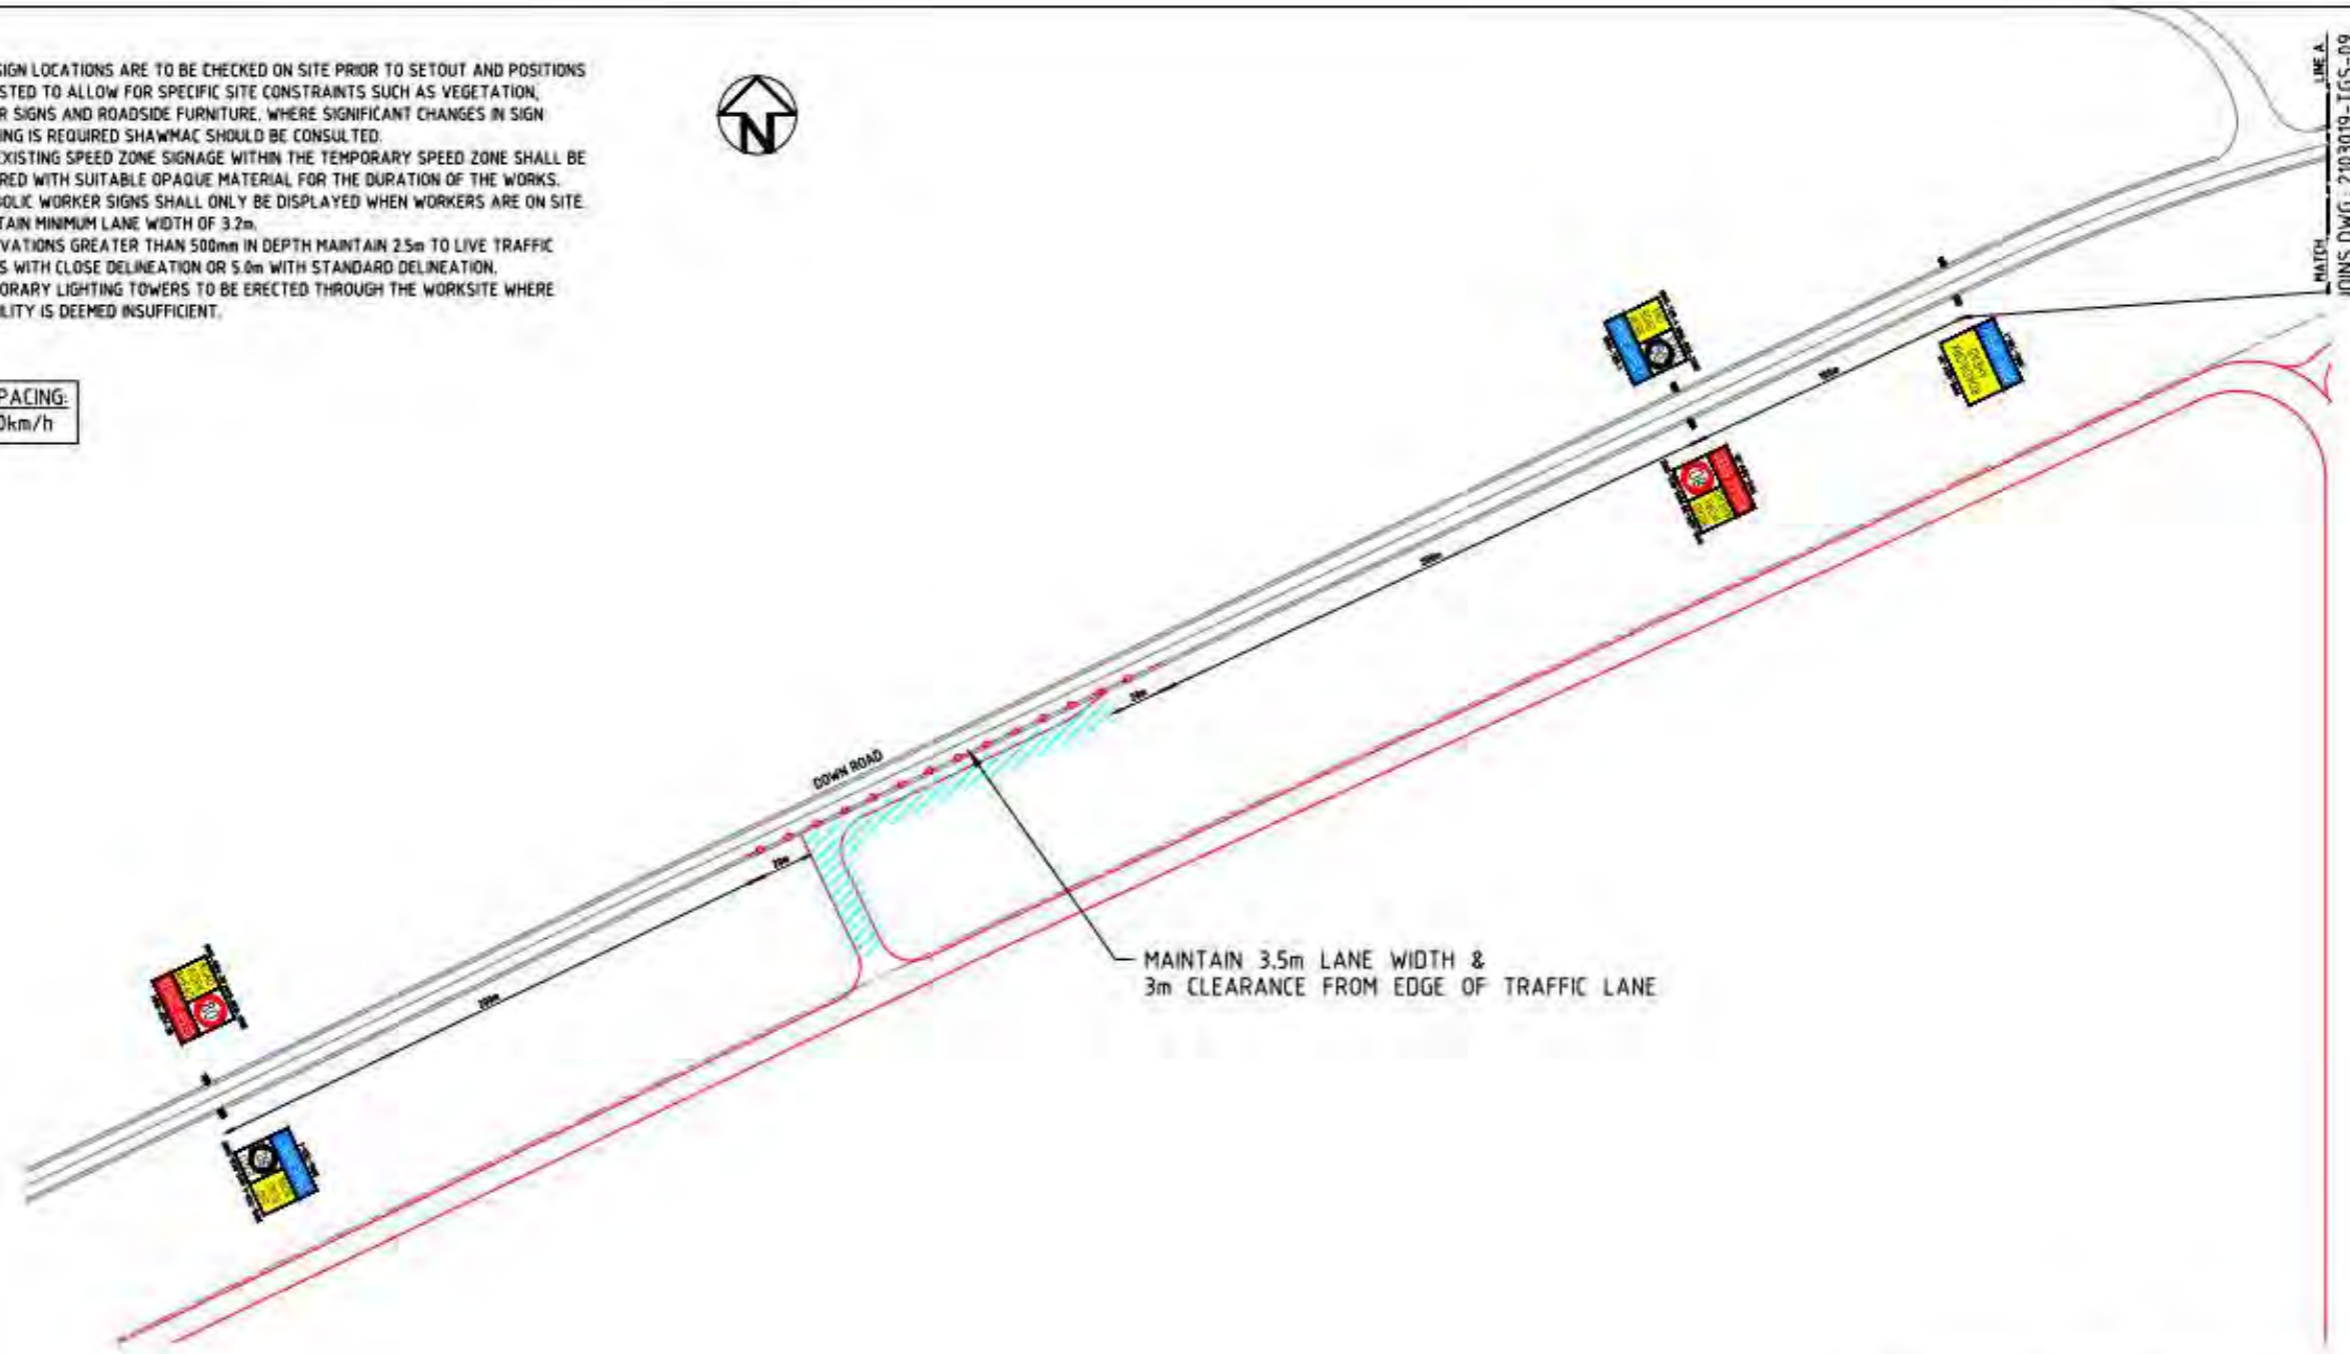 SIGN LOCATIONS ARE TO BE CHECKED ON SITE PRIOR TO SETOUT AND POSITIONS
STED TO ALLOW FOR SPECIFIC SITE CONSTRAINTS SUCH AS VEGETATION,
R SIGNS AND ROADSIDE FURNITURE. WHERE SIGNIFICANT CHANGES IN SIGN
ING IS REQUIRED SHAWMAC SHOULD BE CONSULTED.
EXISTING SPEED ZONE SIGNAGE WITHIN THE TEMPORARY SPEED ZONE SHALL BE
RED WITH SUITABLE OPAQUE MATERIAL FOR THE DURATION OF THE WORKS.
BOLIC WORKER SIGNS SHALL ONLY BE DISPLAYED WHEN WORKERS ARE ON SITE.
TAIN MINIMUM LANE WIDTH OF 3.2m.
VATIONS GREATER THAN 500mm IN DEPTH MAINTAIN 2.5m TO LIVE TRAFFIC
S WITH CLOSE DELINEATION OR 5.0m WITH STANDARD DELINEATION.
ORARY LIGHTING TOWERS TO BE ERECTED THROUGH THE WORKSITE WHERE
ILITY IS DEEMED INSUFFICIENT.
PACING:
0km/h
N
MATCH LINE A
JOINS DWG: 2103019-TGS-09
ROADWORK
AHEAD
DOWN ROAD
20m
20m
200m
MAINTAIN 3.5m LANE WIDTH &
3m CLEARANCE FROM EDGE OF TRAFFIC LANE